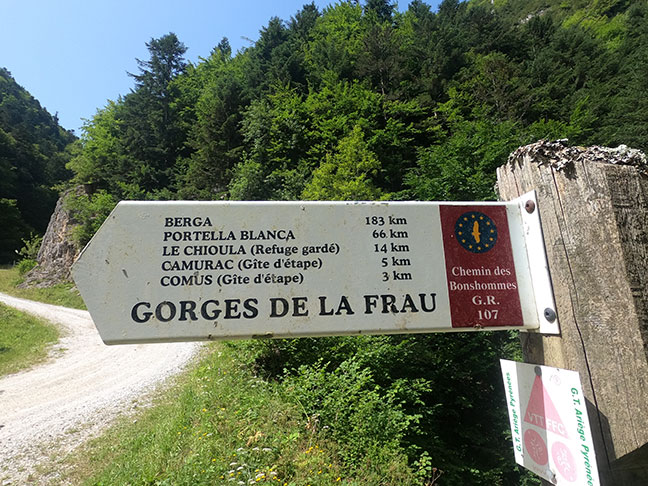 BERGA 183 km
PORTELLA BLANCA 66 km
LE CHIOULA (Refuge gardé) 14 km
CAMURAC (Gîte d'étape) 5 km
COMUS (Gîte d'étape) 3 km
GORGES DE LA FRAU
Chemin des
Bonshommes
G.R.
107
G.T. Ariège Pyrénées
VTT FFC
G.T. Ariège Pyréné